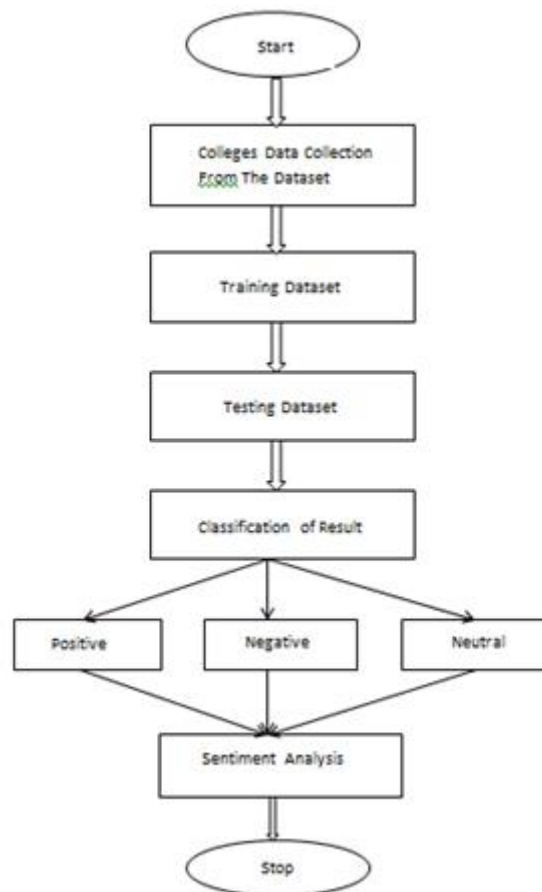 Start
Colleges Data Collection
From The Dataset
Training Dataset
Testing Dataset
Classification of Result
Positive
Negative
Neutral
Sentiment Analysis
Stop